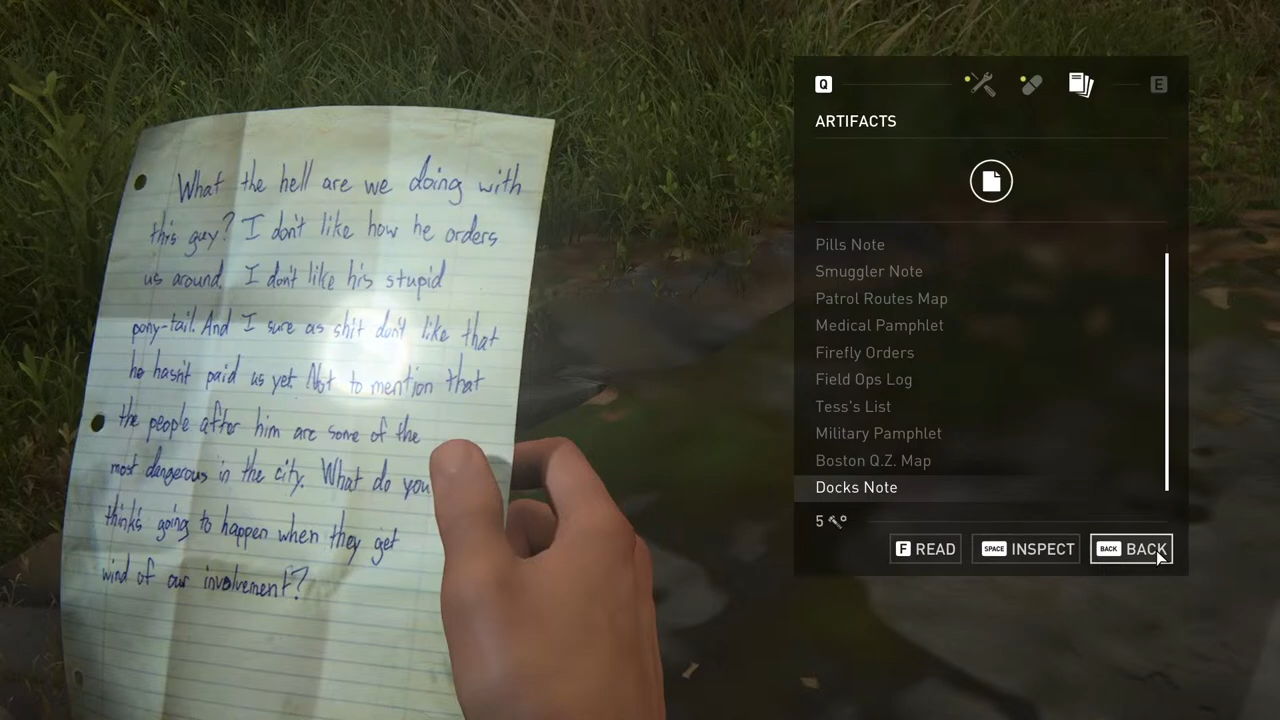 What the hell are we doing with
this guy? I don't like how he orders
us around. I don't like his stupid
pony-tail. And I sure as shit don't like that
he hasn't paid us yet. Not to mention that
the people after him are some of the
most dangerous in the city. What do you
think's going to happen when they get
wind of our involvement?
Q
E
ARTIFACTS
Pills Note
Smuggler Note
Patrol Routes Map
Medical Pamphlet
Firefly Orders
Field Ops Log
Tess's List
Military Pamphlet
Boston Q.Z. Map
Docks Note
5
F READ SPACE INSPECT BACK BACK